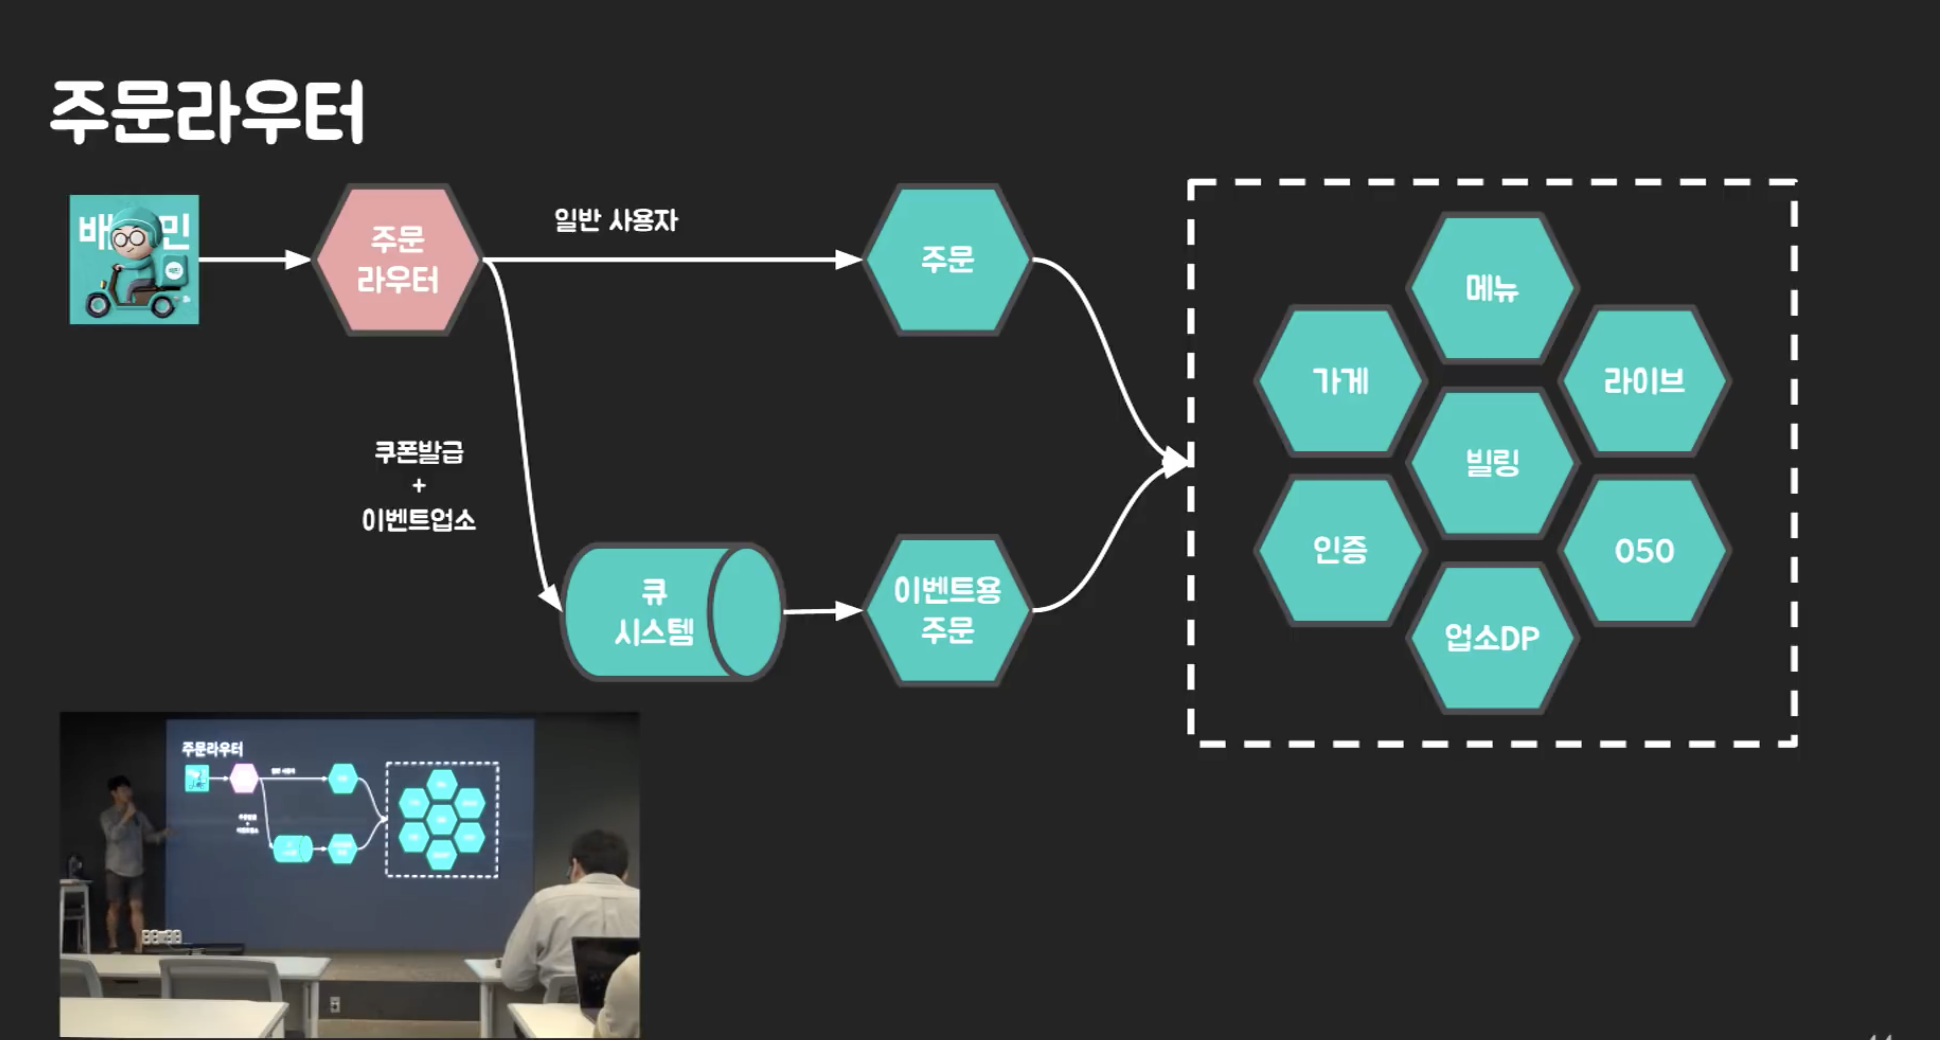 주문라우터
배 민
주문
라우터
일반 사용자
주문
쿠폰발급
+
이벤트업소
큐
시스템
이벤트용
주문
메뉴
가게
라이브
빌링
인증
050
업소DP
주문라우터